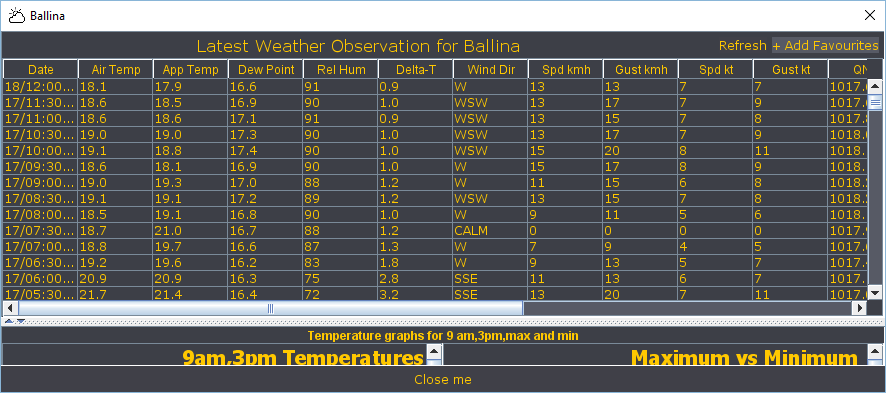 Ballina
Latest Weather Observation for Ballina Refresh + Add Favourites
Date Air Temp App Temp Dew Point Rel Hum Delta-T Wind Dir Spd kmh Gust kmh Spd kt Gust kt QN
18/12:00... 18.1 17.9 16.6 91 0.9 W 13 13 7 7 1017.
17/11:30... 18.6 18.5 16.9 90 1.0 WSW 13 17 7 9 1017.
17/11:00... 18.6 18.6 17.1 91 0.9 WSW 13 15 7 8 1017.
17/10:30... 19.0 19.0 17.3 90 1.0 WSW 13 17 7 9 1018.
17/10:00... 19.1 18.8 17.4 90 1.0 WSW 15 20 8 11 1018.
17/09:30... 18.6 18.1 16.9 90 1.0 W 15 17 8 9 1018.
17/09:00... 19.0 19.3 17.0 88 1.2 W 11 15 6 8 1018.
17/08:30... 19.1 19.1 17.2 89 1.2 WSW 13 15 7 8 1018.
17/08:00... 18.5 19.1 16.8 90 1.0 W 9 11 5 6 1018.
17/07:30... 18.7 21.0 16.7 88 1.2 CALM 0 0 0 0 1017.
17/07:00... 18.8 19.7 16.6 87 1.3 W 7 9 4 5 1017.
17/06:30... 19.2 19.6 16.2 83 1.8 W 9 13 5 7 1017.
17/06:00... 20.9 20.9 16.3 75 2.8 SSE 11 13 6 7 1017.
17/05:30... 21.7 21.4 16.4 72 3.2 SSE 13 20 7 11 1017.
Temperature graphs for 9 am,3pm,max and min
9am,3pm Temperatures Maximum vs Minimum
Close me